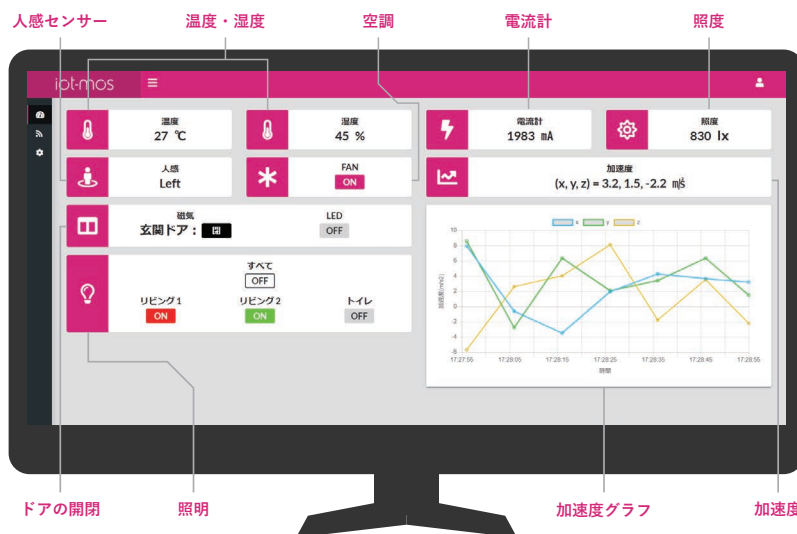 人感センサー 温度・湿度 空調 電流計 照度
iot-mos
温度 湿度 電流計 照度
27 ℃ 45 % 1983 mA 830 lx
人感 FAN 加速度
Left ON (x, y, z) = 3.2, 1.5, -2.2 ㎨
磁気 LED
玄関ドア : 閉 OFF
すべて
OFF
リビング1 リビング2 トイレ
ON ON OFF
x y z
10
8
6
4
2
0
-2
-4
-6
加速度(m/s2)
17:27:55 17:28:05 17:28:15 17:28:25 17:28:35 17:28:45 17:28:55
時間
ドアの開閉 照明 加速度グラフ 加速度